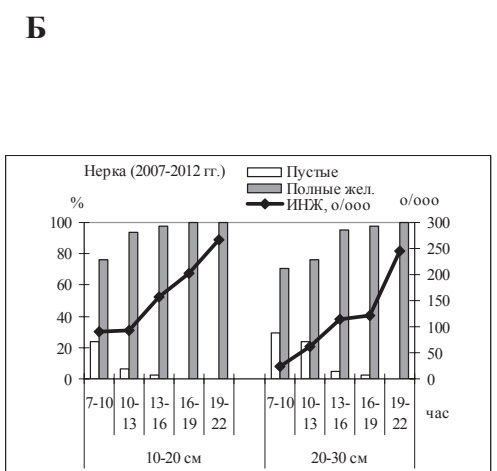 Б
Нерка (2007-2012 гг.)
Пустые
Полные жел.
ИНЖ, о/ооо
%
о/ооо
100
80
60
40
20
0
300
250
200
150
100
50
0
7-10 10-13 13-16 16-19 19-22 7-10 10-13 13-16 16-19 19-22
час
10-20 см 20-30 см